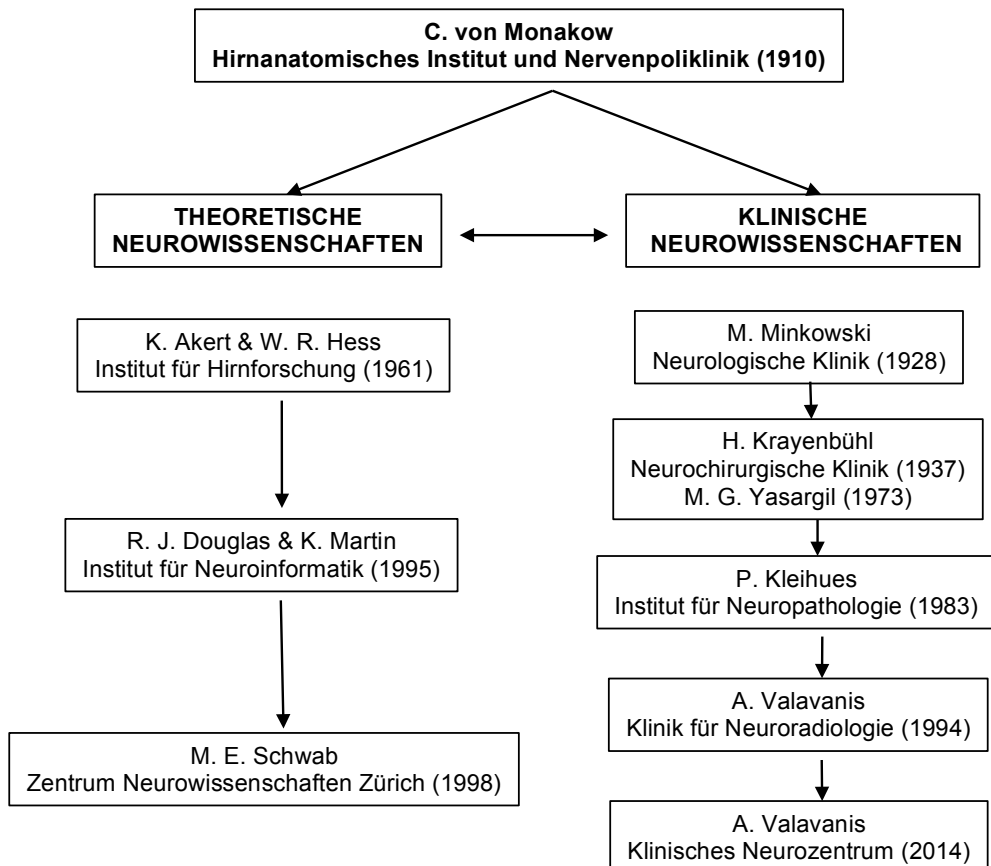 C. von Monakow
Hirnanatomisches Institut und Nervenpoliklinik (1910)
THEORETISCHE
NEUROWISSENSCHAFTEN
KLINISCHE
NEUROWISSENSCHAFTEN
K. Akert & W. R. Hess
Institut für Hirnforschung (1961)
R. J. Douglas & K. Martin
Institut für Neuroinformatik (1995)
M. E. Schwab
Zentrum Neurowissenschaften Zürich (1998)
M. Minkowski
Neurologische Klinik (1928)
H. Krayenbühl
Neurochirurgische Klinik (1937)
M. G. Yasargil (1973)
P. Kleihues
Institut für Neuropathologie (1983)
A. Valavanis
Klinik für Neuroradiologie (1994)
A. Valavanis
Klinisches Neurozentrum (2014)